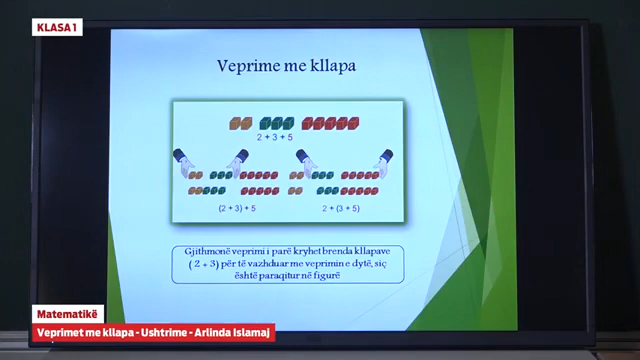 KLASA 1
Veprime me kllapa
2 + 3 + 5
(2 + 3) + 5
2 + (3 + 5)
Gjithmonë veprimi i parë kryhet brenda kllapave
( 2 + 3) për të vazhduar me veprimin e dytë, siç
është paraqitur në figurë
Matematikë
Veprimet me kllapa - Ushtrime - Arlinda Islamaj